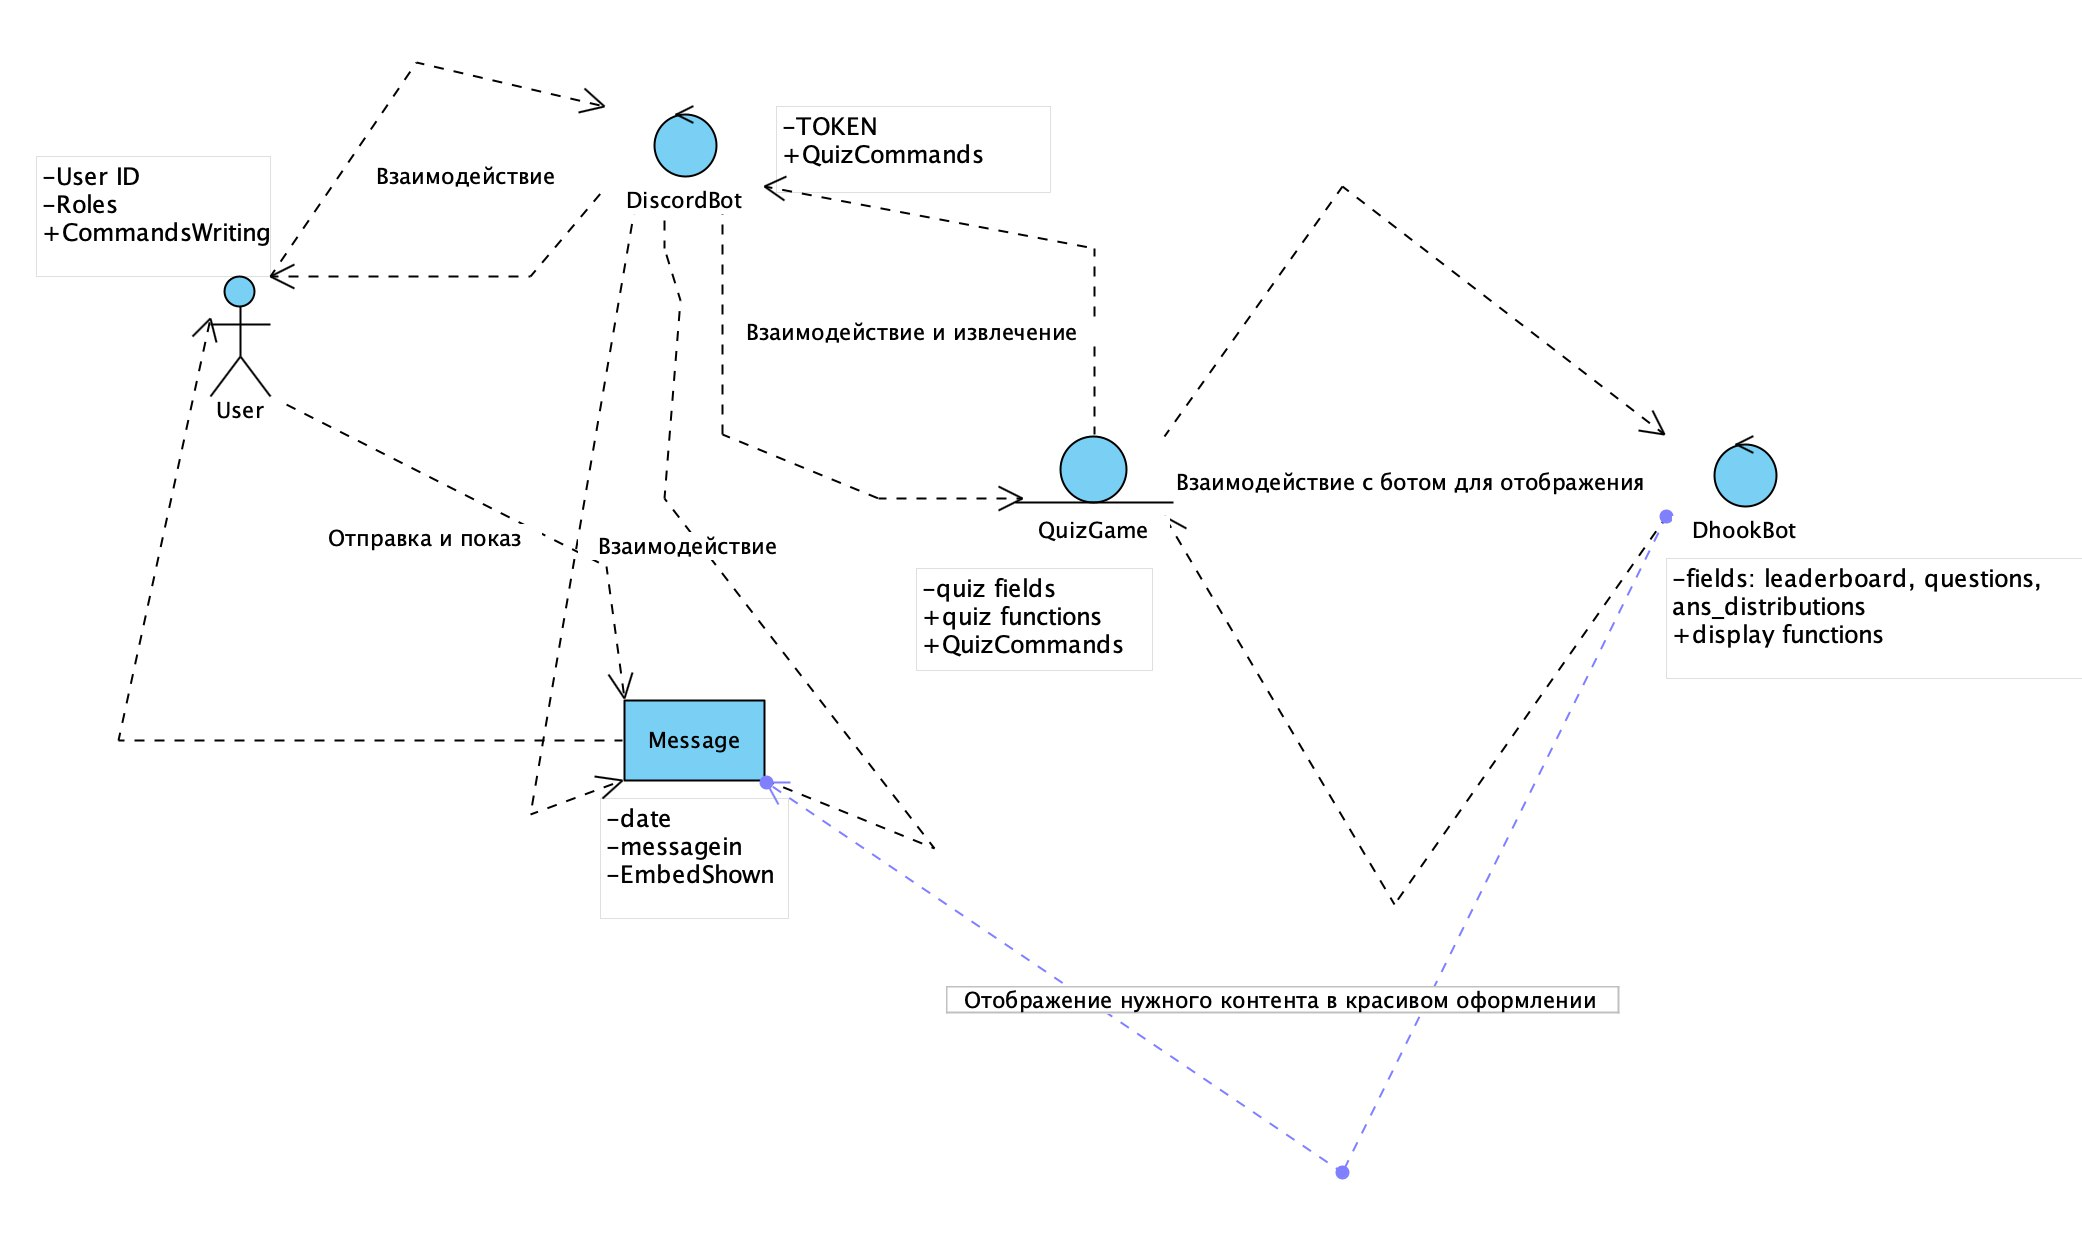 -TOKEN
+QuizCommands
-User ID
-Roles
+CommandsWriting
Взаимодействие
DiscordBot
Взаимодействие и извлечение
User
Взаимодействие с ботом для отображения
Отправка и показ
Взаимодействие
QuizGame
DhookBot
-quiz fields
+quiz functions
+QuizCommands
-fields: leaderboard, questions,
ans_distributions
+display functions
Message
-date
-messagein
-EmbedShown
Отображение нужного контента в красивом оформлении